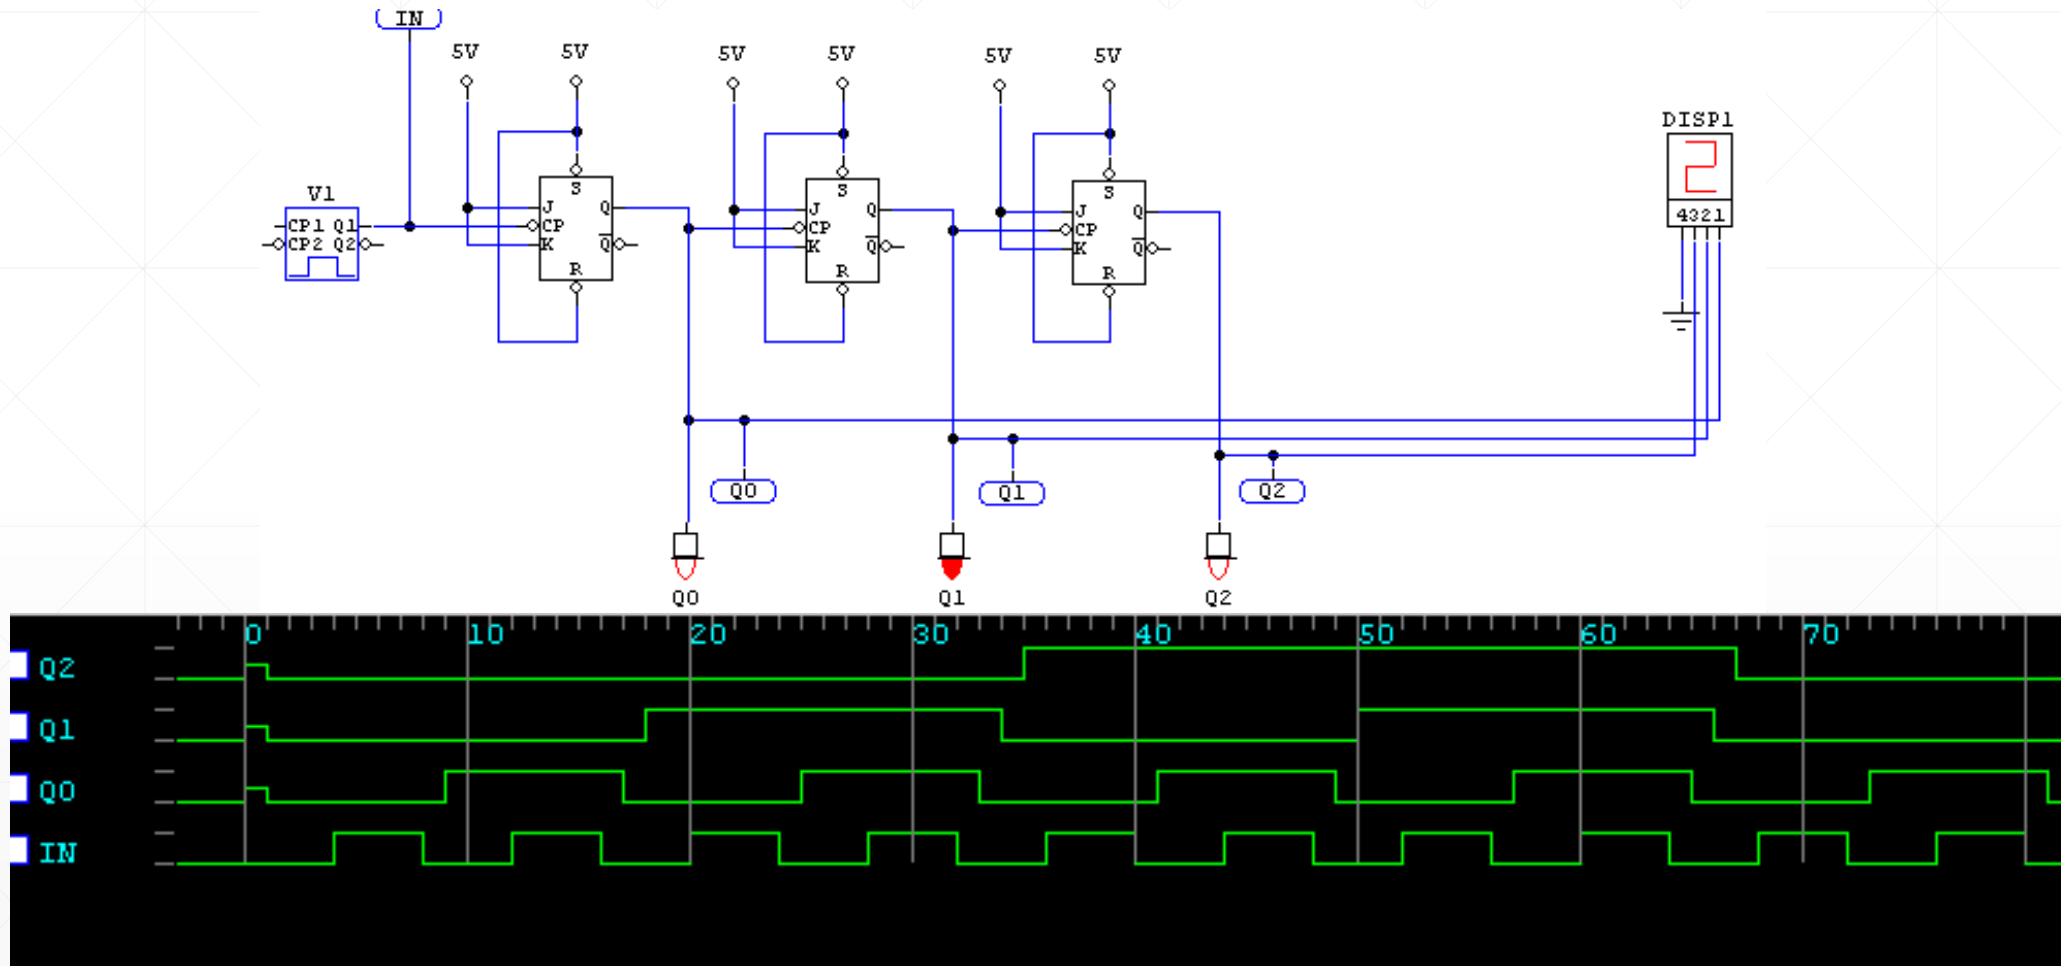 IN
5V 5V 5V 5V 5V 5V
DISP1
2
4321
V1
CP1 Q1
CP2 Q2
S
J Q
CP
K Q̅
R
S
J Q
CP
K Q̅
R
S
J Q
CP
K Q̅
R
Q0 Q1 Q2
Q0 Q1 Q2
0 10 20 30 40 50 60 70
Q2
Q1
Q0
IN